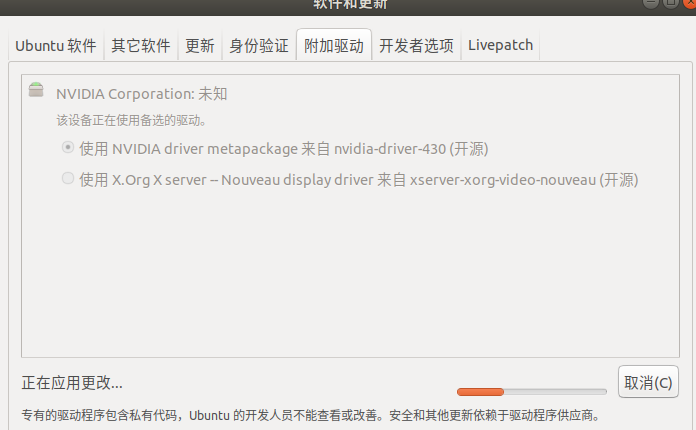 软件和更新
Ubuntu 软件 其它软件 更新 身份验证 附加驱动 开发者选项 Livepatch
NVIDIA Corporation: 未知
该设备正在使用备选的驱动。
使用 NVIDIA driver metapackage 来自 nvidia-driver-430 (开源)
使用 X.Org X server -- Nouveau display driver 来自 xserver-xorg-video-nouveau (开源)
正在应用更改... 取消(C)
专有的驱动程序包含私有代码，Ubuntu 的开发人员不能查看或改善。安全和其他更新依赖于驱动程序供应商。